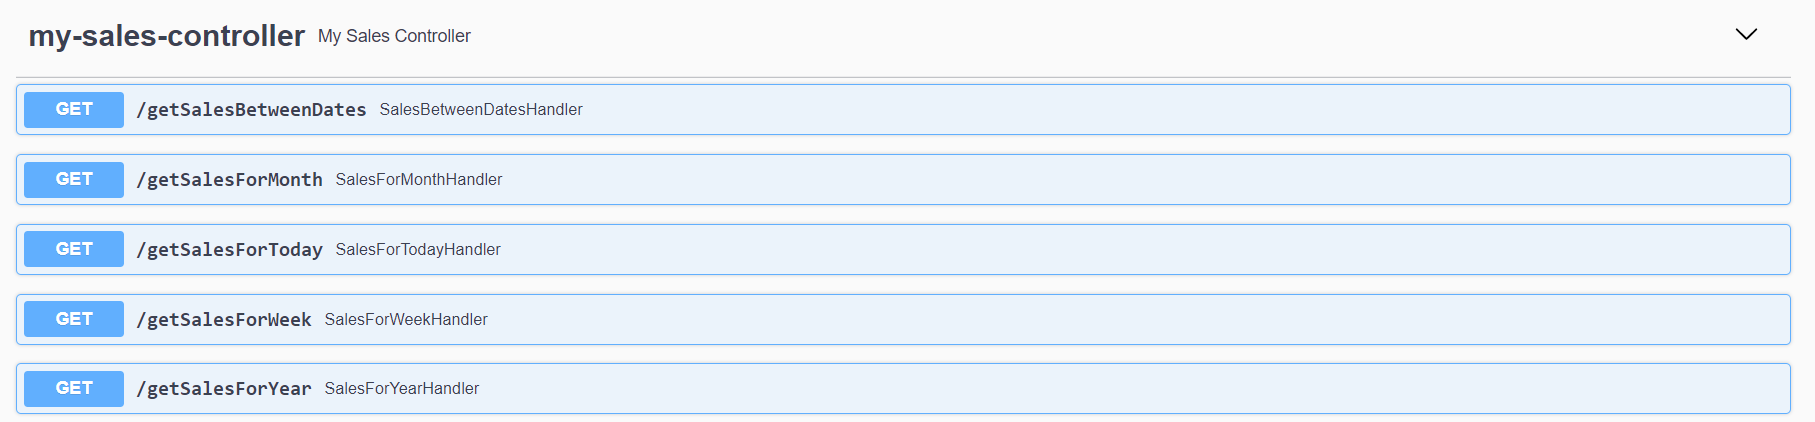 my-sales-controller My Sales Controller
GET /getSalesBetweenDates SalesBetweenDatesHandler
GET /getSalesForMonth SalesForMonthHandler
GET /getSalesForToday SalesForTodayHandler
GET /getSalesForWeek SalesForWeekHandler
GET /getSalesForYear SalesForYearHandler